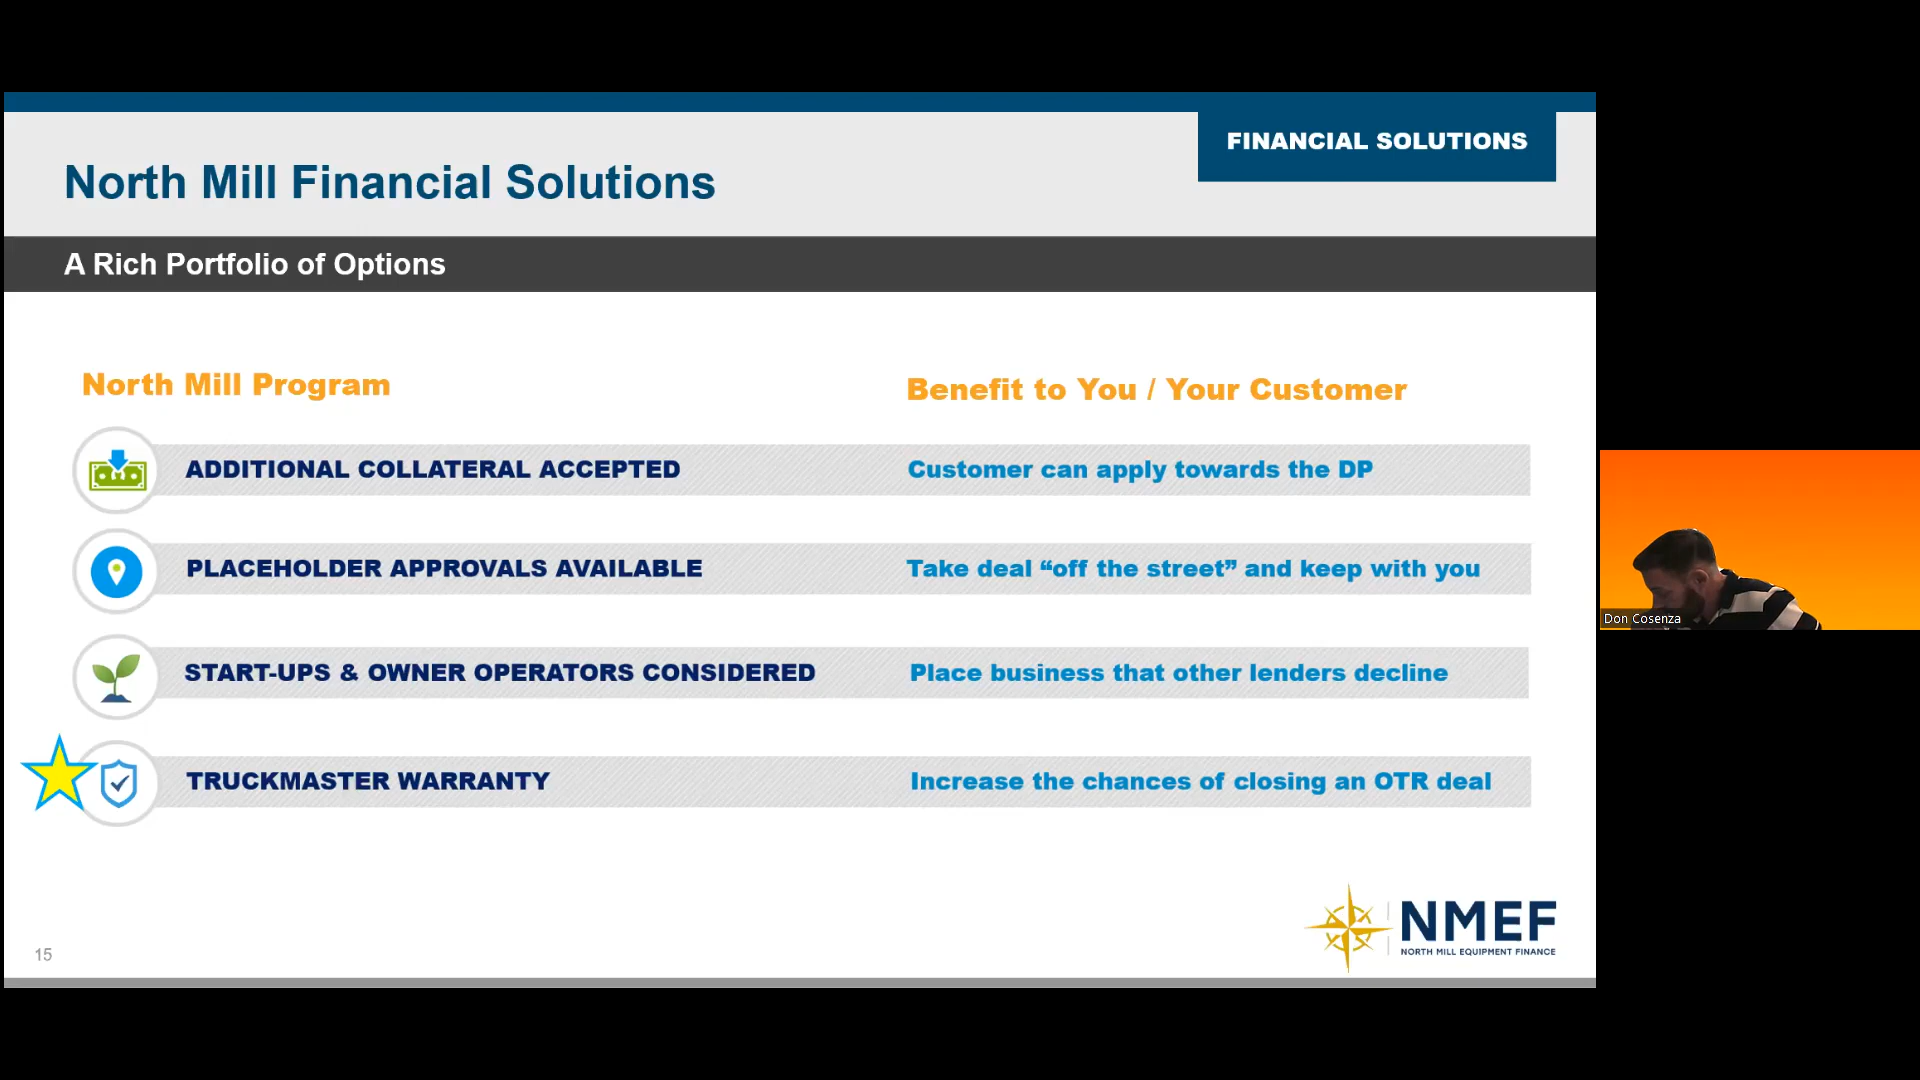 FINANCIAL SOLUTIONS
North Mill Financial Solutions
A Rich Portfolio of Options
North Mill Program
Benefit to You / Your Customer
ADDITIONAL COLLATERAL ACCEPTED
Customer can apply towards the DP
PLACEHOLDER APPROVALS AVAILABLE
Take deal “off the street” and keep with you
START-UPS & OWNER OPERATORS CONSIDERED
Place business that other lenders decline
TRUCKMASTER WARRANTY
Increase the chances of closing an OTR deal
Don Cosenza
NMEF
NORTH MILL EQUIPMENT FINANCE
15